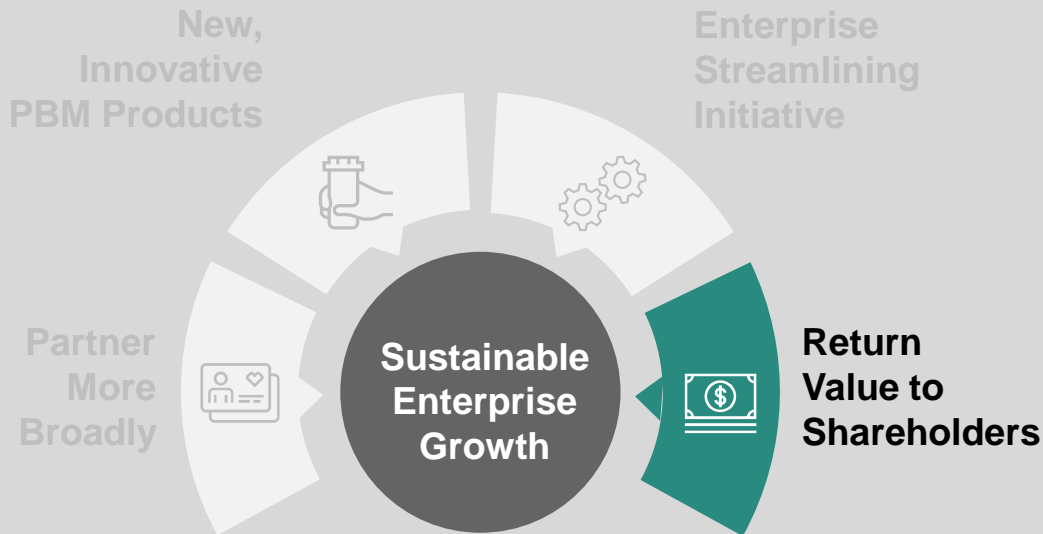 New,
Innovative
PBM Products
Enterprise
Streamlining
Initiative
Partner
More
Broadly
Sustainable
Enterprise
Growth
$
Return
Value to
Shareholders